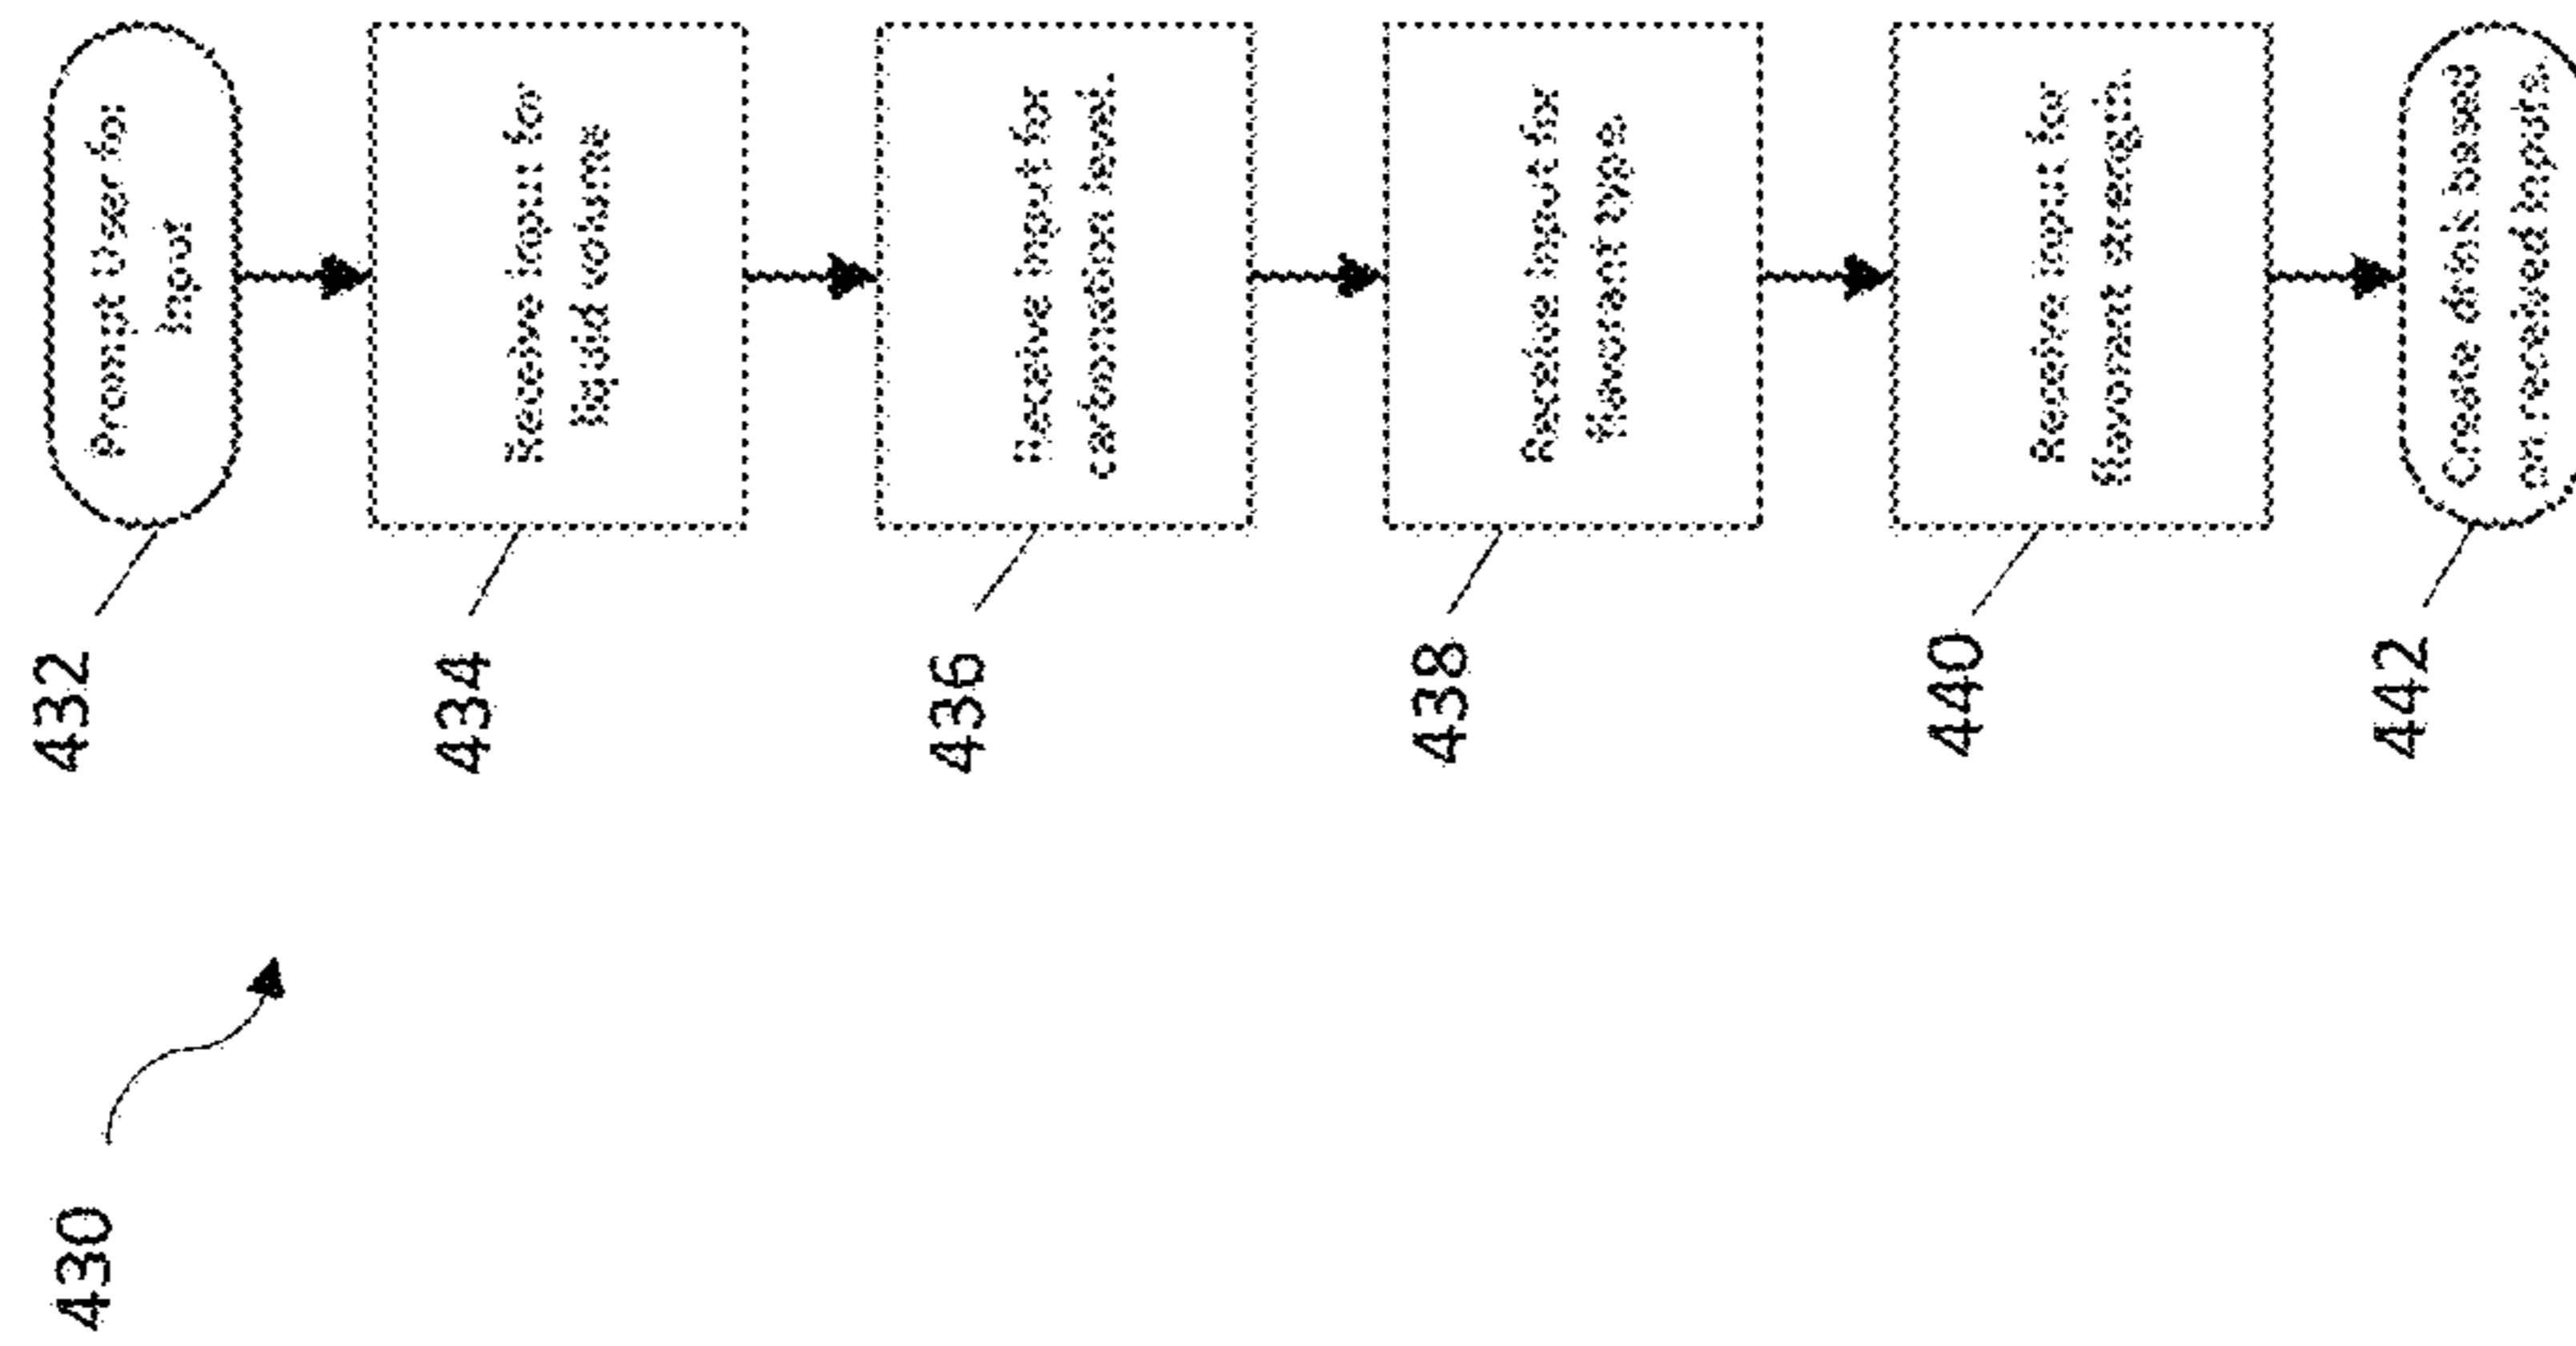 430
432
Prompt User for
Input
434
Receive input for
liquid volume
436
Receive input for
carbonation level.
438
Receive input for
flavorant type.
440
Receive input for
flavorant strength.
442
Create drink based
on received inputs.